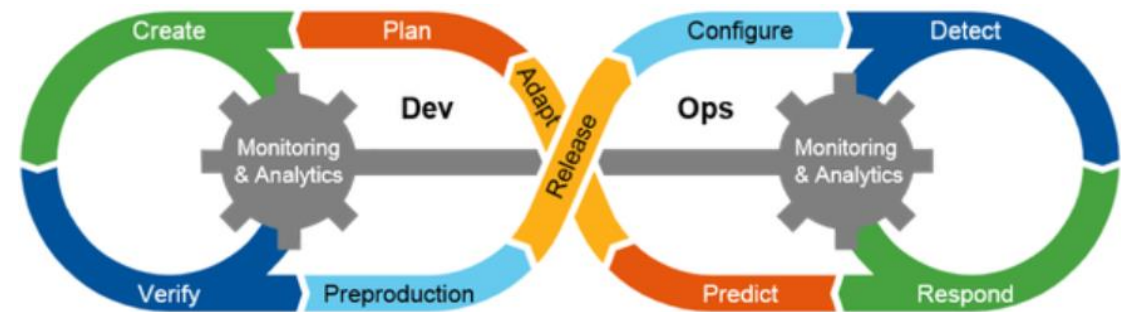 Create
Plan
Configure
Detect
Adapt
Dev
Ops
Release
Monitoring
& Analytics
Monitoring
& Analytics
Verify
Preproduction
Predict
Respond